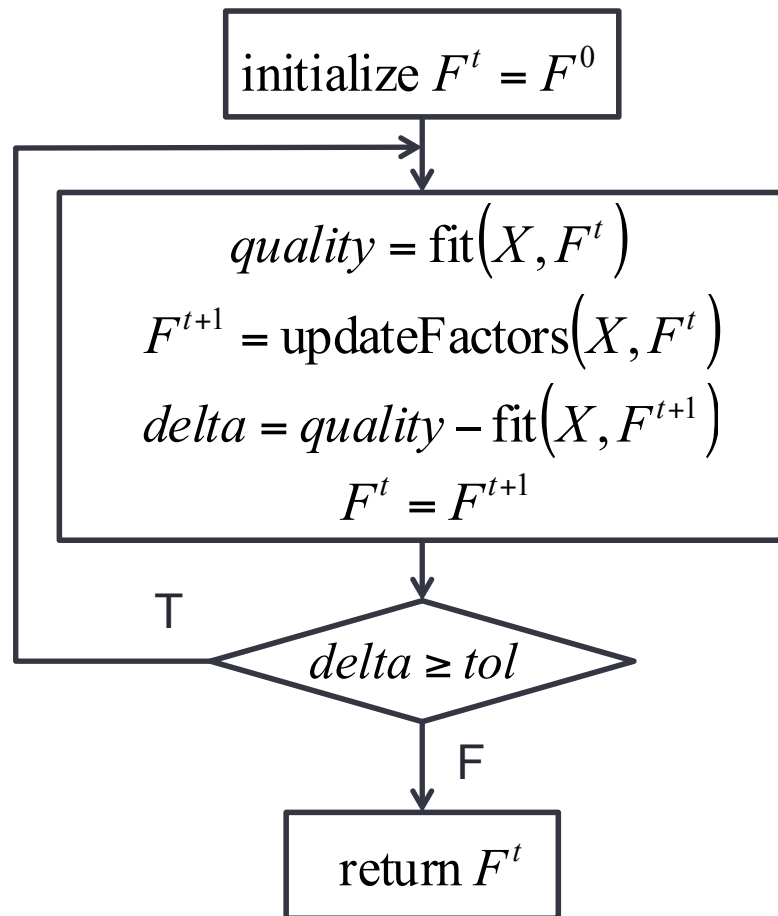 initialize F^t = F^0
quality = fit(X, F^t)
F^{t+1} = updateFactors(X, F^t)
delta = quality − fit(X, F^{t+1})
F^t = F^{t+1}
T
delta ≥ tol
F
return F^t